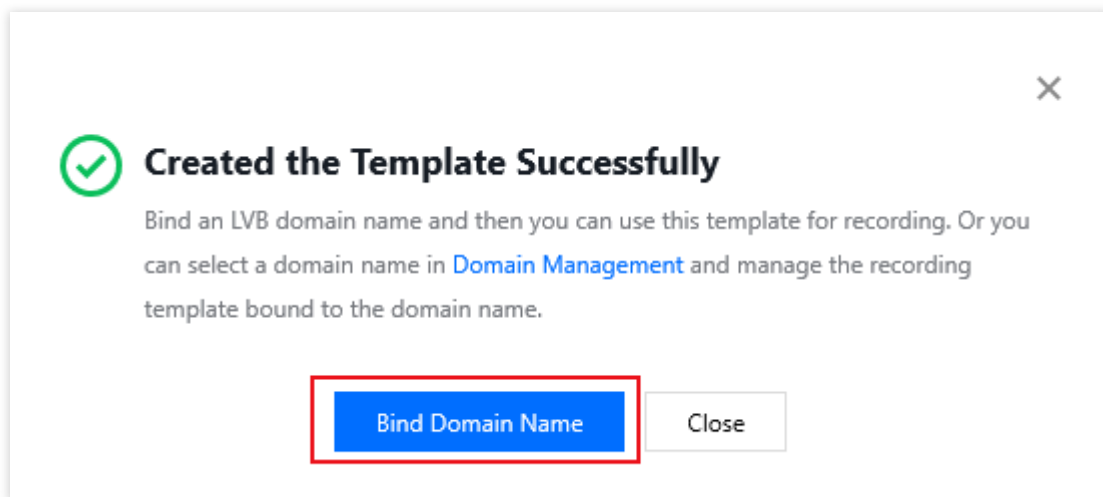 Created the Template Successfully
Bind an LVB domain name and then you can use this template for recording. Or you
can select a domain name in Domain Management and manage the recording
template bound to the domain name.
Bind Domain Name
Close